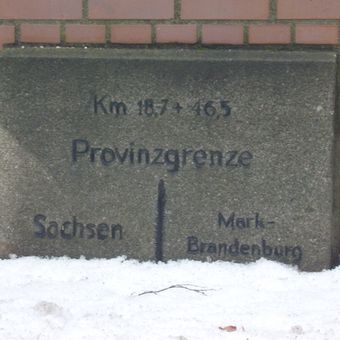 Km 18,7 + 46,5
Provinzgrenze
Sachsen
Mark-
Brandenburg